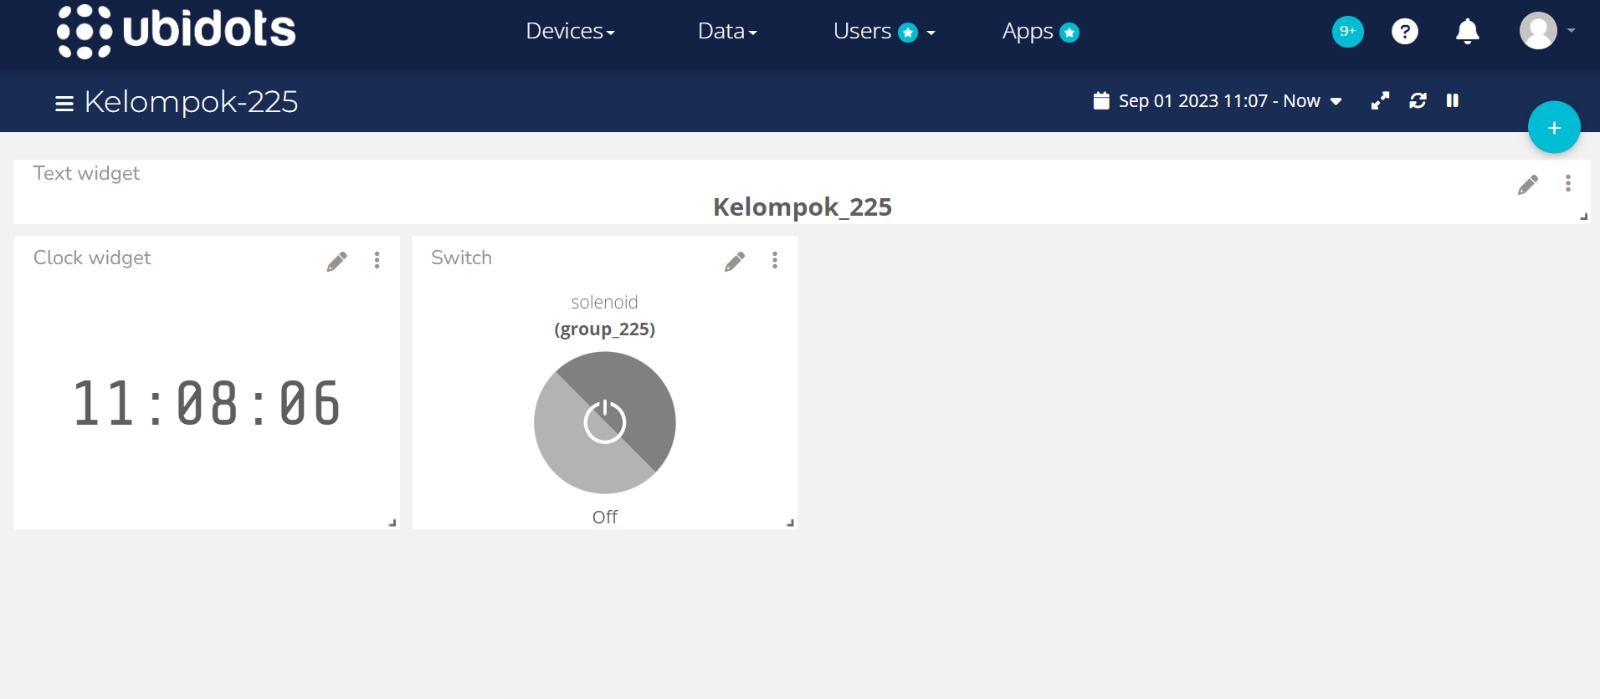 ubidots
Devices
Data
Users
Apps
9+
?
Kelompok-225
Sep 01 2023 11:07 - Now
+
Text widget
Kelompok_225
Clock widget
11:08:06
Switch
solenoid
(group_225)
Off